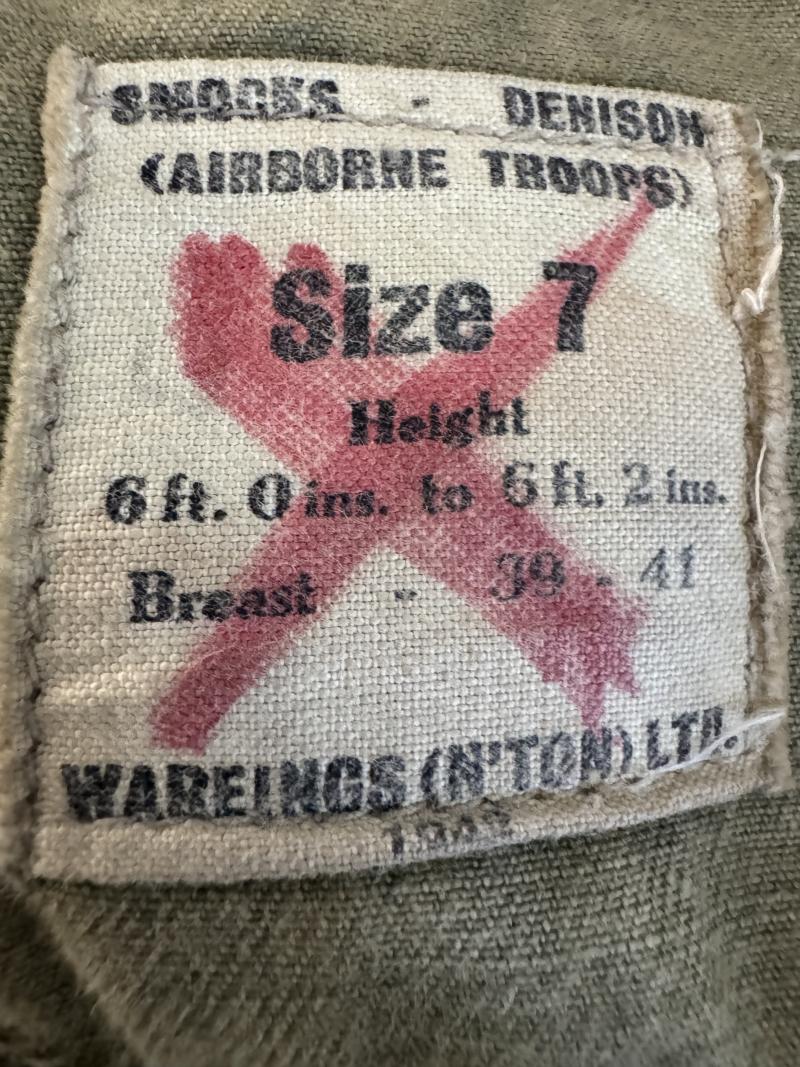 SMOCKS - DENISON
(AIRBORNE TROOPS)
Size 7
Height
6 ft. 0 ins. to 6 ft. 2 ins.
Breast - 39 - 41
WAREINGS (N'TON) LTD.